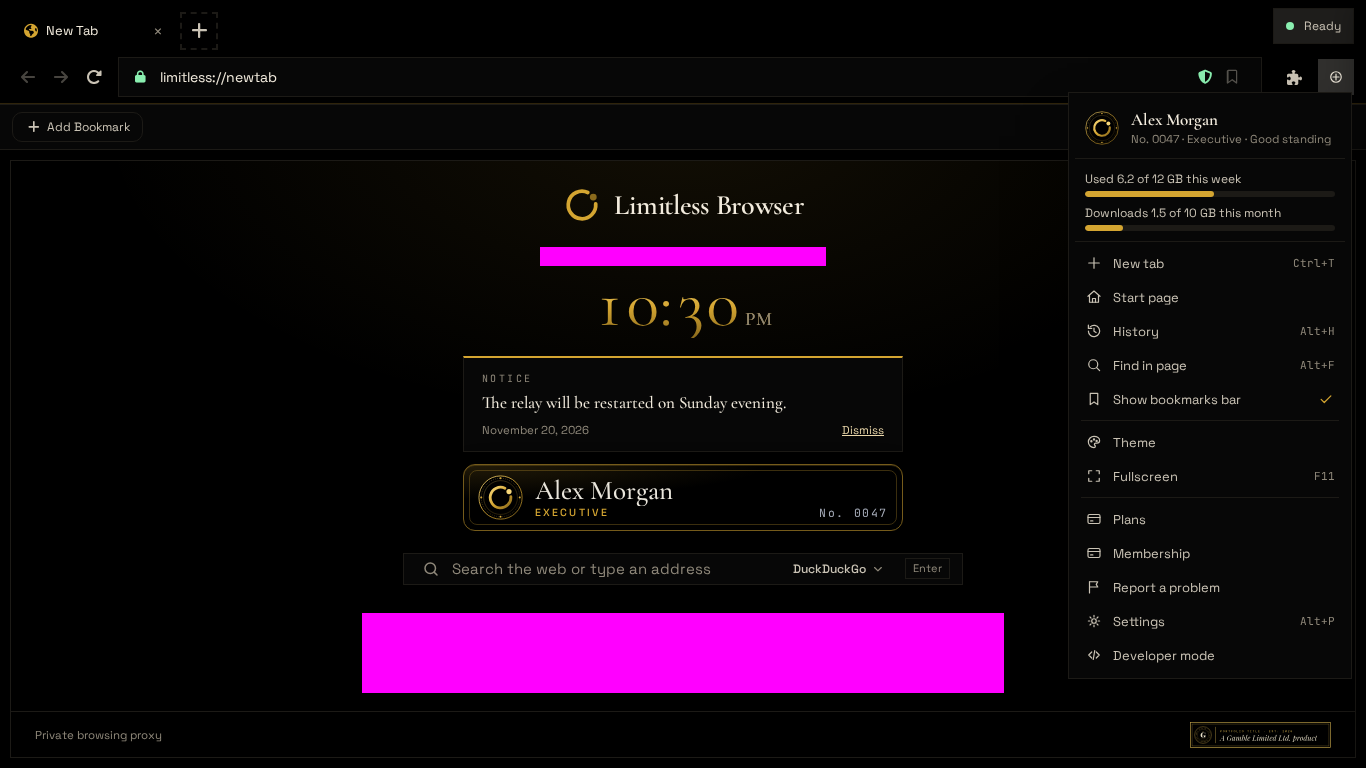 New Tab
Ready
limitless://newtab
Add Bookmark
Alex Morgan
No. 0047 · Executive · Good standing
Used 6.2 of 12 GB this week
Downloads 1.5 of 10 GB this month
New tab Ctrl+T
Start page
History Alt+H
Find in page Alt+F
Show bookmarks bar
Theme
Fullscreen F11
Plans
Membership
Report a problem
Settings Alt+P
Developer mode
Limitless Browser
10:30 PM
NOTICE
The relay will be restarted on Sunday evening.
November 20, 2026
Dismiss
Alex Morgan
EXECUTIVE
No. 0047
Search the web or type an address
DuckDuckGo
Enter
Private browsing proxy
G
A Gamble Limited Ltd. product